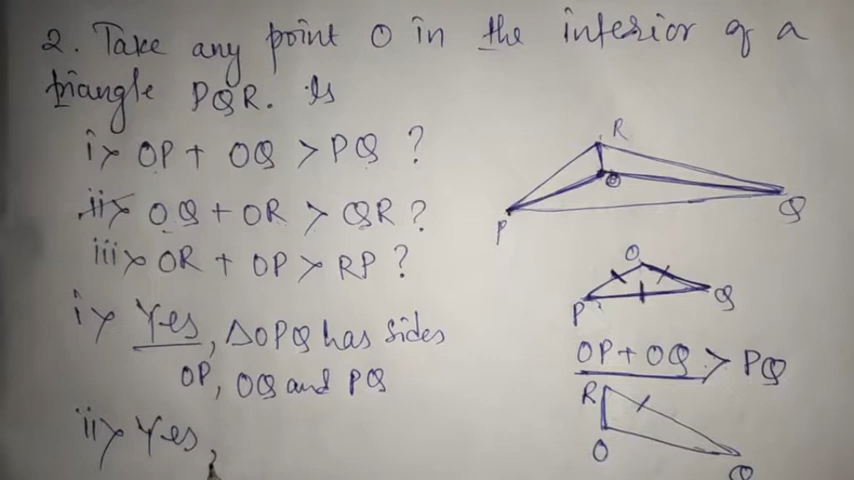 2. Take any point O in the interior of a
triangle PQR. Is
i> OP + OQ > PQ ?
ii> OQ + OR > QR ?
iii> OR + OP > RP ?
i> Yes, ΔOPQ has sides
OP, OQ and PQ
ii> Yes,
R
O
P
Q
O
P
Q
OP + OQ > PQ
R
O
Q